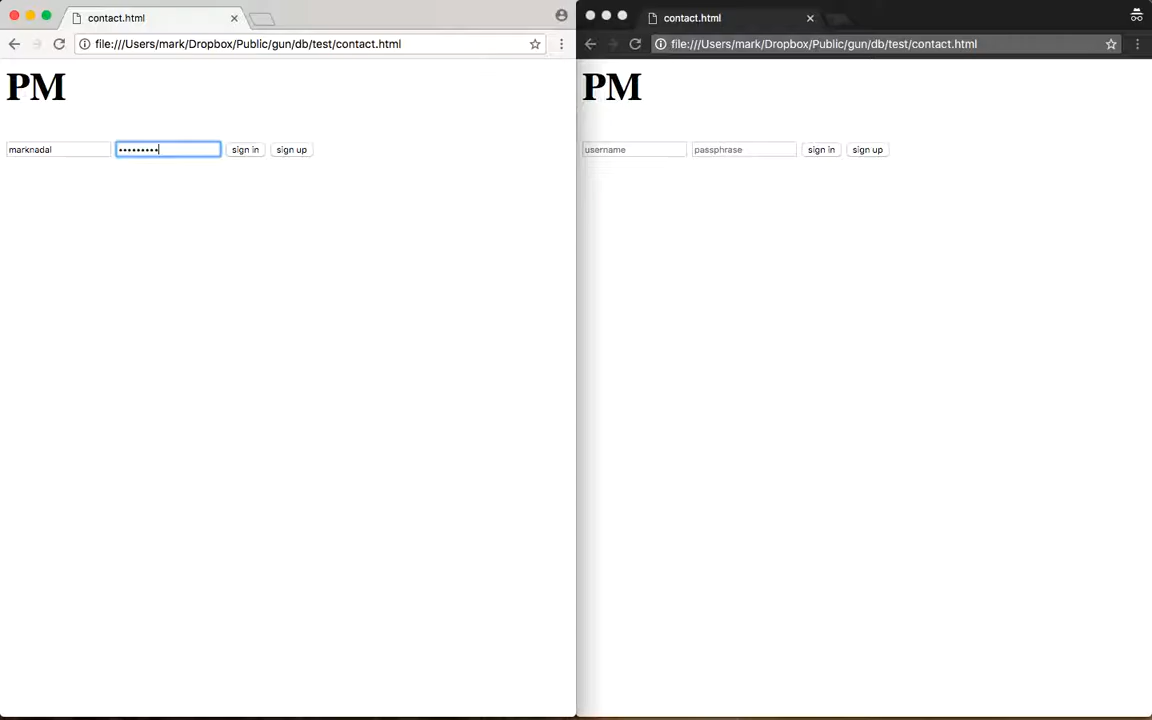 contact.html
file:///Users/mark/Dropbox/Public/gun/db/test/contact.html
PM
marknadal ••••••••• sign in sign up
contact.html
file:///Users/mark/Dropbox/Public/gun/db/test/contact.html
PM
username passphrase sign in sign up